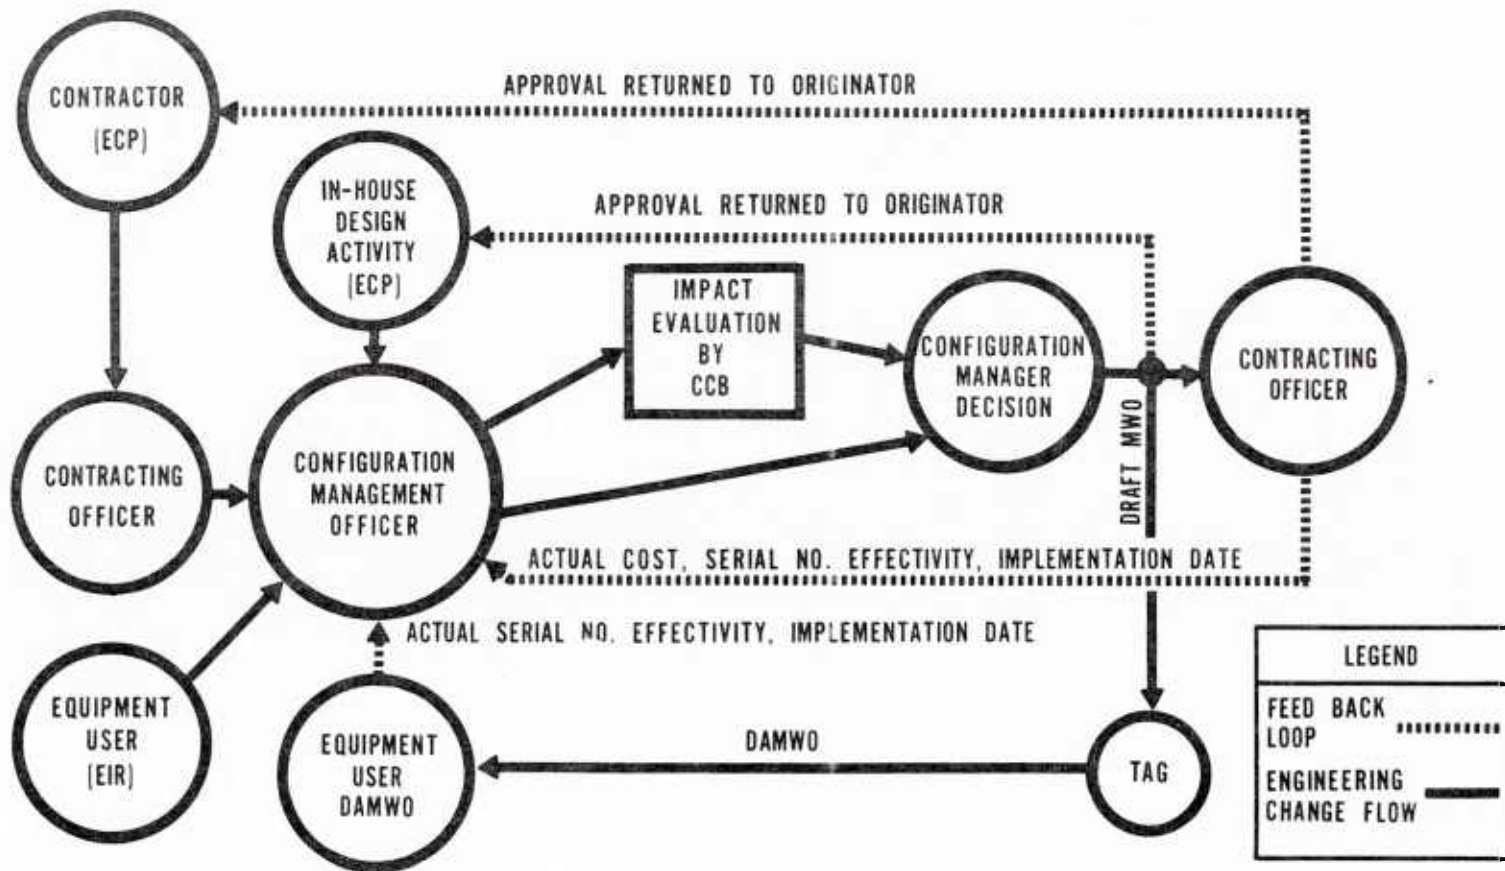 APPROVAL RETURNED TO ORIGINATOR
CONTRACTOR
(ECP)
IN-HOUSE
DESIGN
ACTIVITY
(ECP)
APPROVAL RETURNED TO ORIGINATOR
IMPACT
EVALUATION
BY
CCB
CONFIGURATION
MANAGER
DECISION
CONTRACTING
OFFICER
DRAFT MWO
CONTRACTING
OFFICER
CONFIGURATION
MANAGEMENT
OFFICER
ACTUAL COST, SERIAL NO. EFFECTIVITY, IMPLEMENTATION DATE
ACTUAL SERIAL NO. EFFECTIVITY, IMPLEMENTATION DATE
EQUIPMENT
USER
(EIR)
EQUIPMENT
USER
DAMWO
DAMWO
TAG
LEGEND
FEED BACK
LOOP
ENGINEERING
CHANGE FLOW